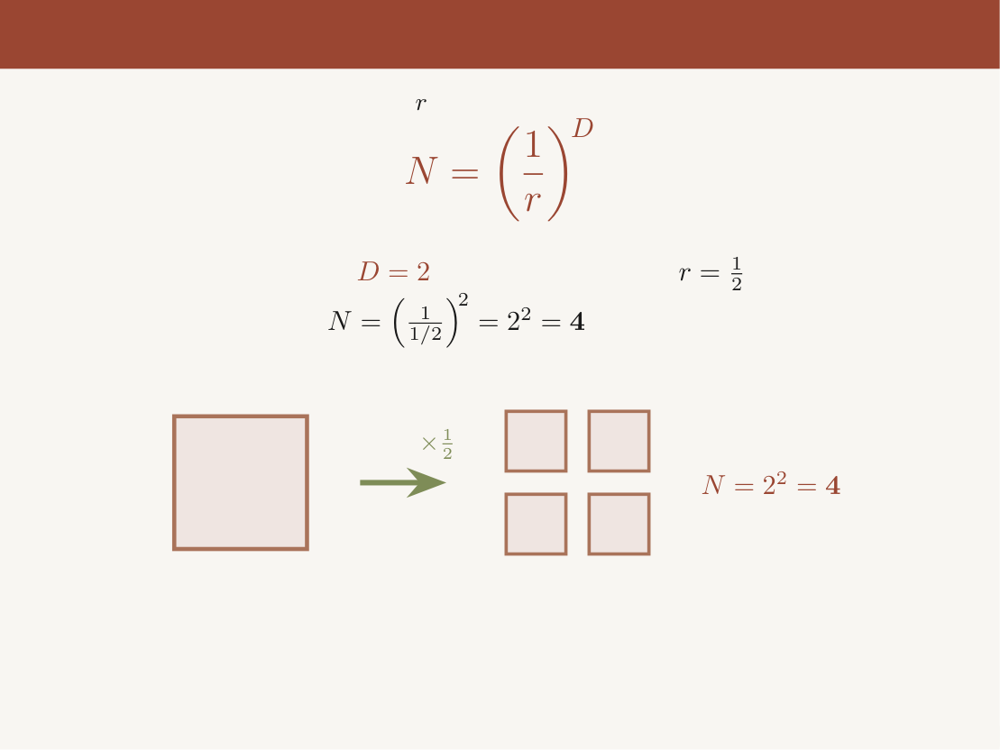 r
N = (1/r)^D
D = 2 r = 1/2
N = (1/(1/2))^2 = 2^2 = 4
× 1/2
N = 2^2 = 4